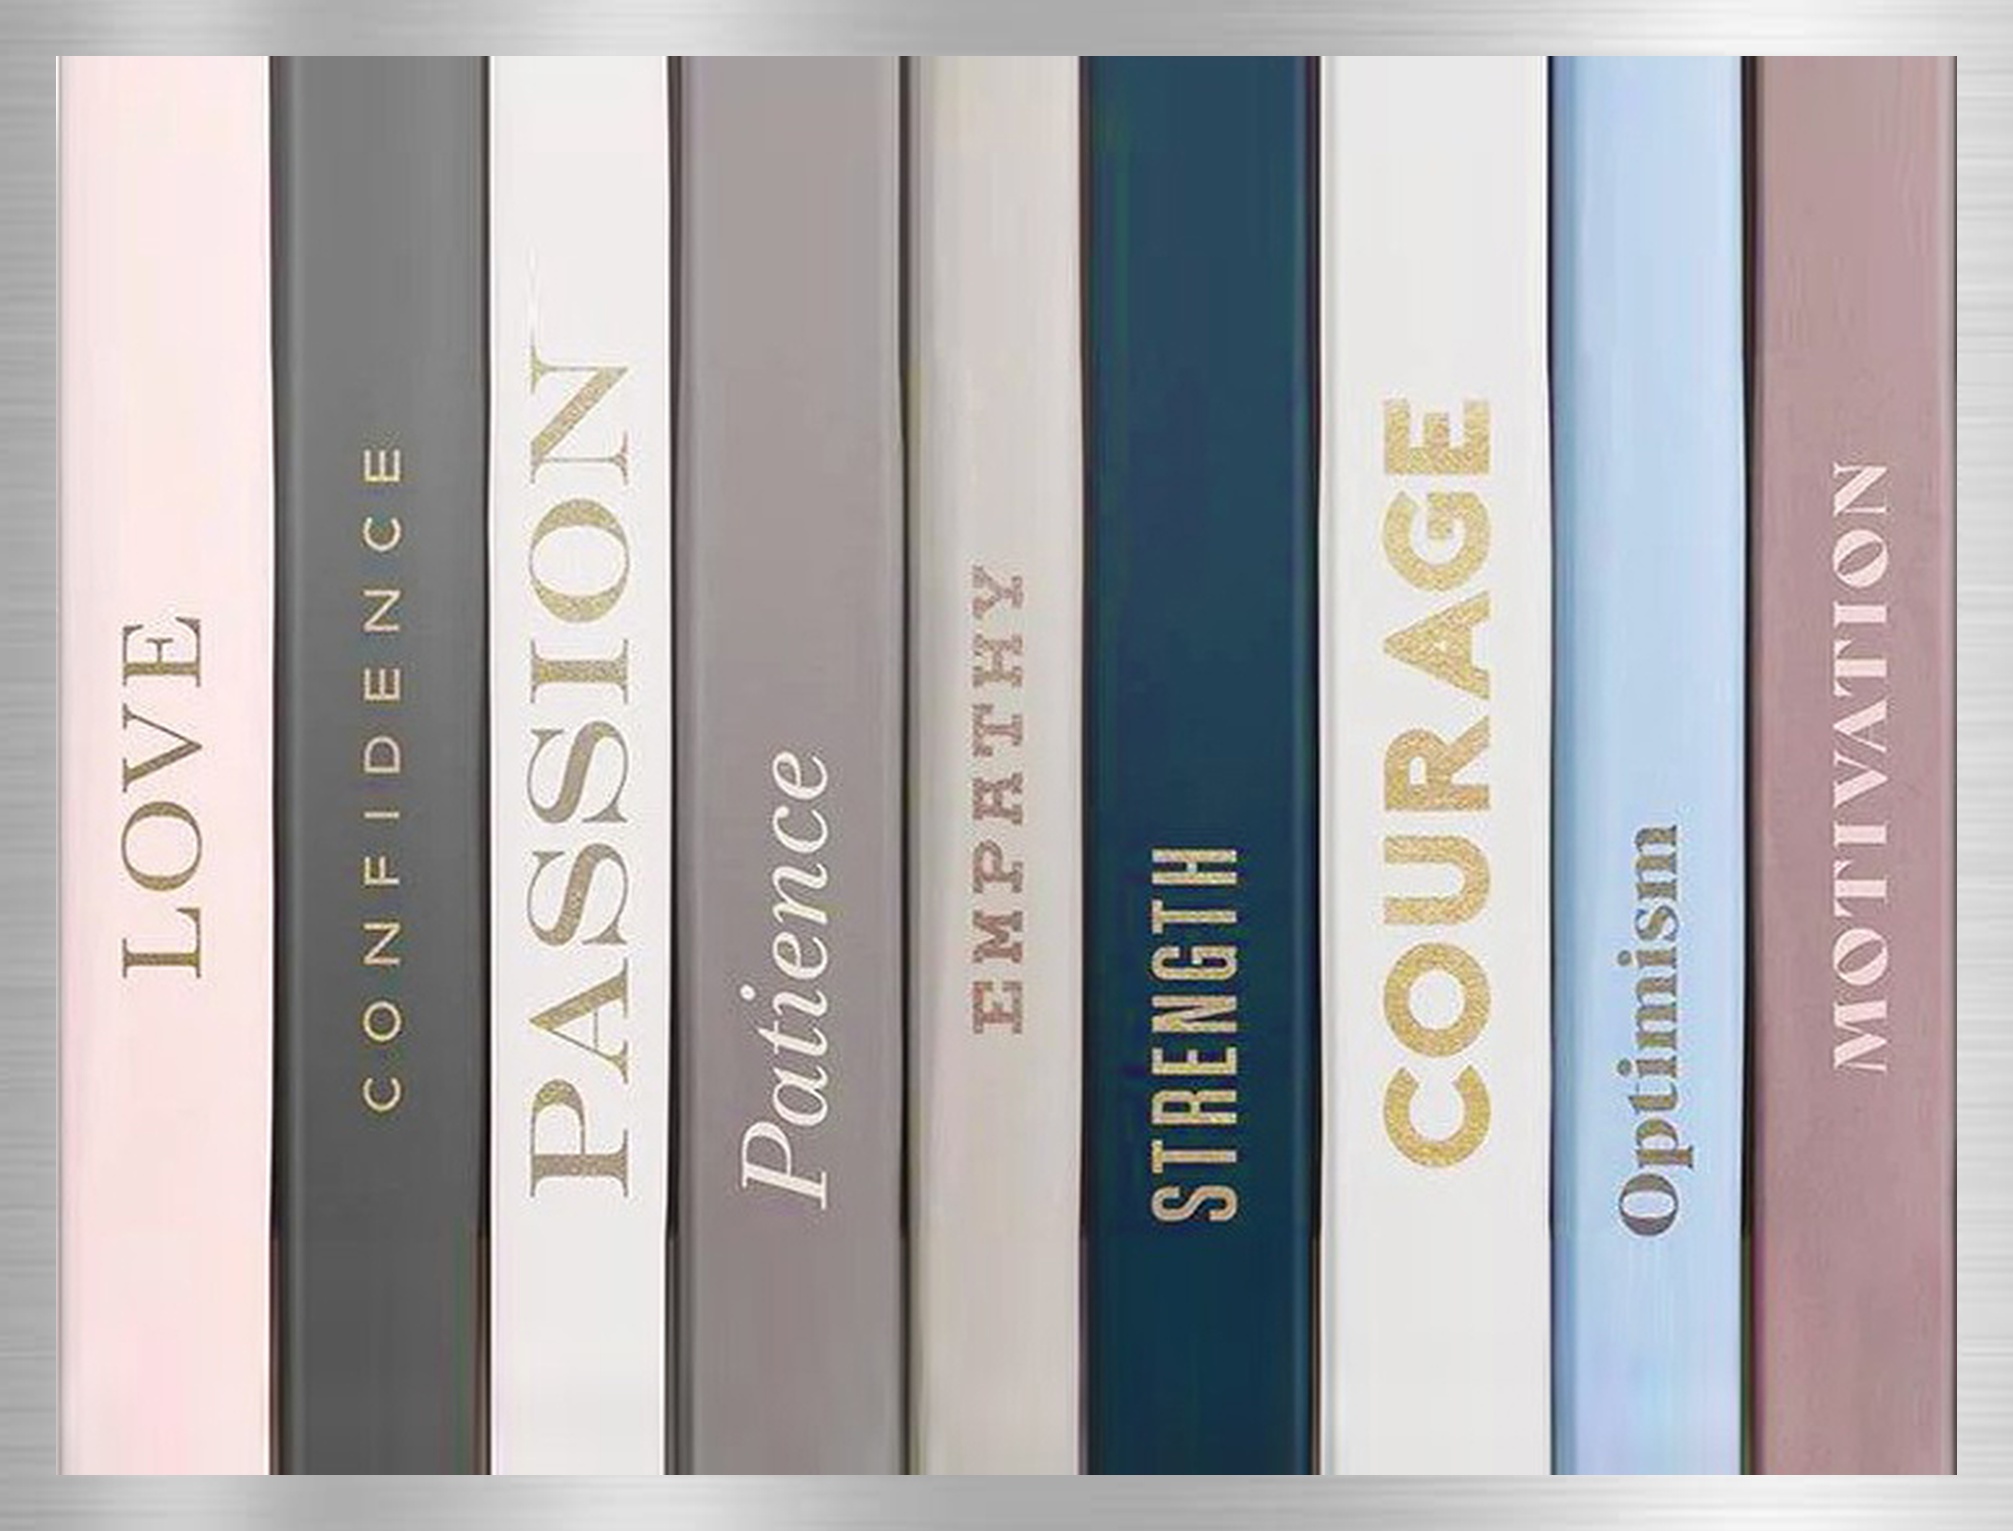 LOVE
CONFIDENCE
PASSION
Patience
EMPATHY
STRENGTH
COURAGE
Optimism
MOTIVATION